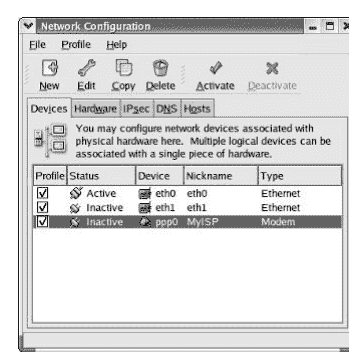 Network Configuration
File Profile Help
New Edit Copy Delete Activate Deactivate
Devices Hardware IPsec DNS Hosts
You may configure network devices associated with
physical hardware here. Multiple logical devices can be
associated with a single piece of hardware.
Profile Status Device Nickname Type
Active eth0 eth0 Ethernet
Inactive eth1 eth1 Ethernet
Inactive ppp0 MyISP Modem